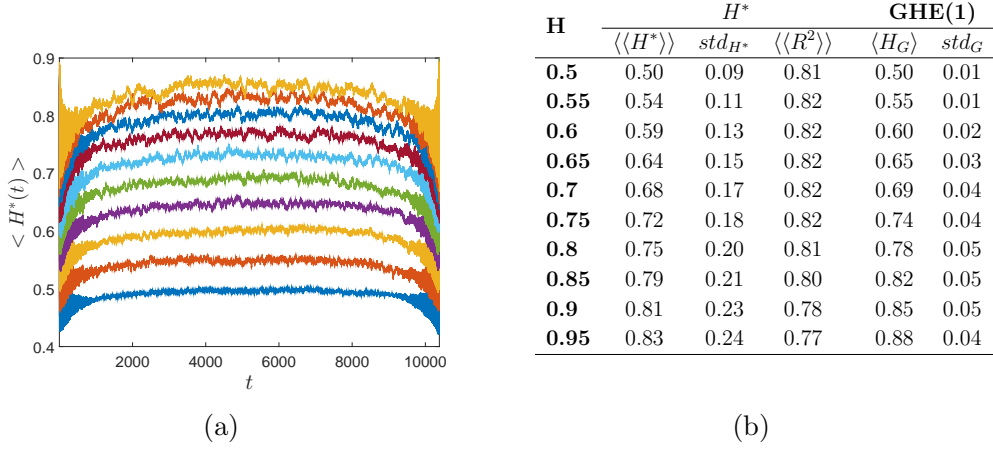 0.9
0.8
0.7
0.6
0.5
0.4
< H*(t) >
2000 4000 6000 8000 10000
t
(a)
H H* GHE(1)
⟨⟨H*⟩⟩ std_{H*} ⟨⟨R²⟩⟩ ⟨H_G⟩ std_G
0.5 0.50 0.09 0.81 0.50 0.01
0.55 0.54 0.11 0.82 0.55 0.01
0.6 0.59 0.13 0.82 0.60 0.02
0.65 0.64 0.15 0.82 0.65 0.03
0.7 0.68 0.17 0.82 0.69 0.04
0.75 0.72 0.18 0.82 0.74 0.04
0.8 0.75 0.20 0.81 0.78 0.05
0.85 0.79 0.21 0.80 0.82 0.05
0.9 0.81 0.23 0.78 0.85 0.05
0.95 0.83 0.24 0.77 0.88 0.04
(b)